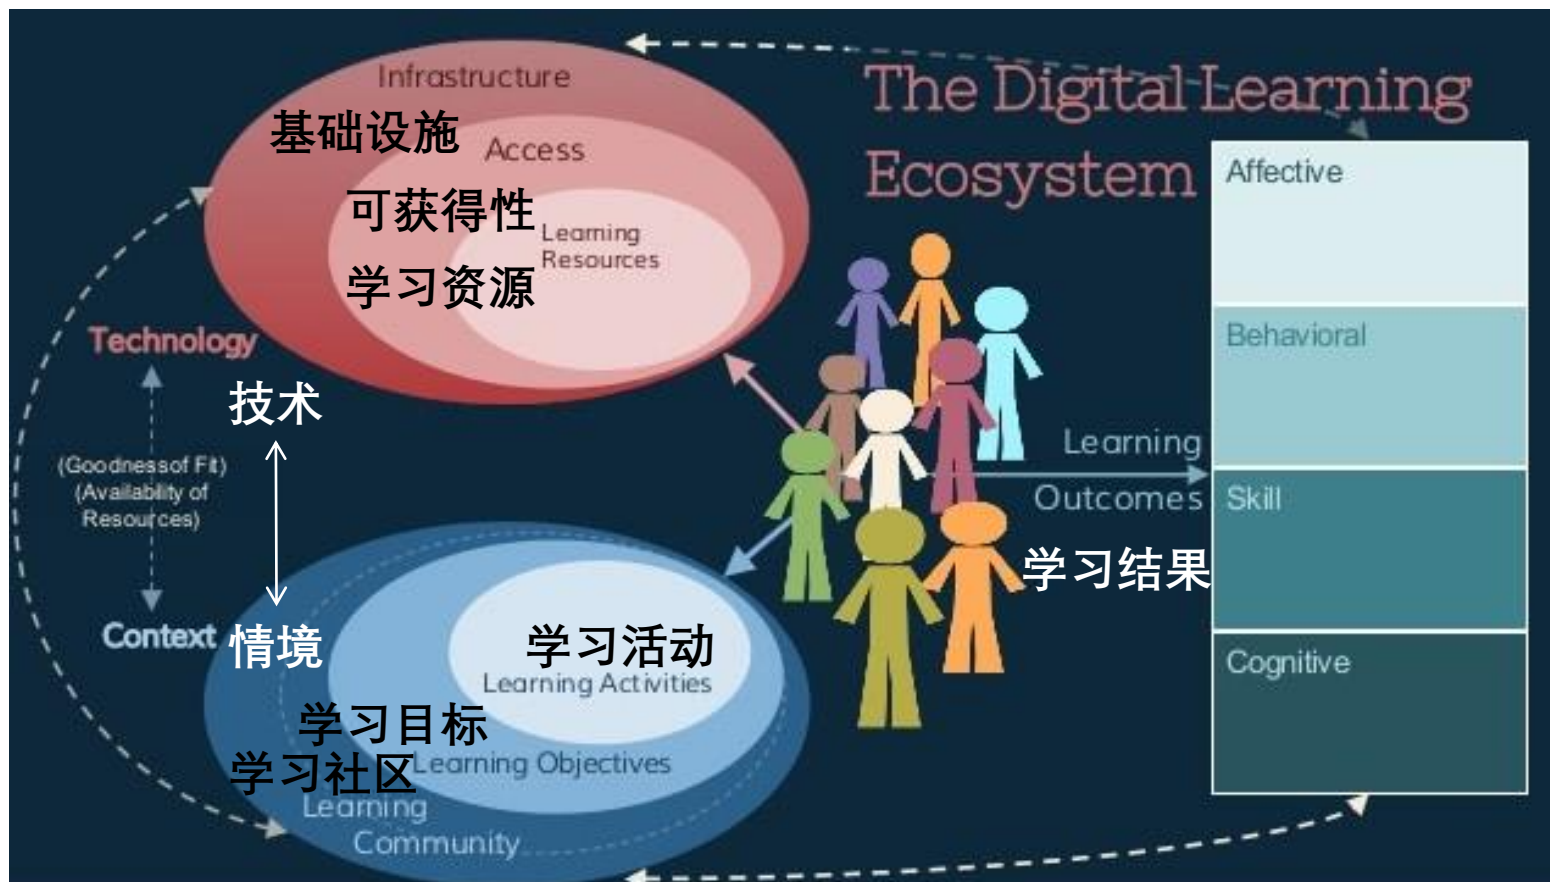 The Digital Learning
Ecosystem
Infrastructure
基础设施
Access
可获得性
Learning
Resources
学习资源
Technology
技术
(Goodnessof Fit)
(Availability of
Resources)
Context
情境
学习活动
Learning Activities
学习目标
Learning Objectives
学习社区
Learning
Community
Learning
Outcomes
学习结果
Affective
Behavioral
Skill
Cognitive